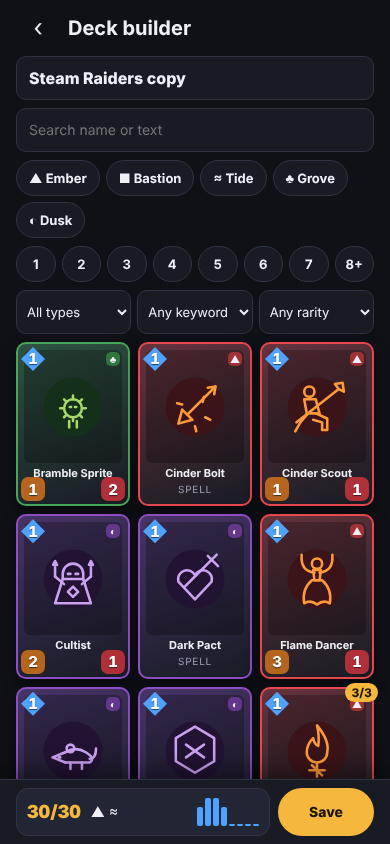 Deck builder
Steam Raiders copy
Search name or text
Ember
Bastion
Tide
Grove
Dusk
1 2 3 4 5 6 7 8+
All types
Any keyword
Any rarity
1
1
1
Bramble Sprite
Cinder Bolt
Cinder Scout
1 2
SPELL
1 1
1
1
1
Cultist
Dark Pact
Flame Dancer
2 1
SPELL
3 1
1
1
1
3/3
30/30
Save